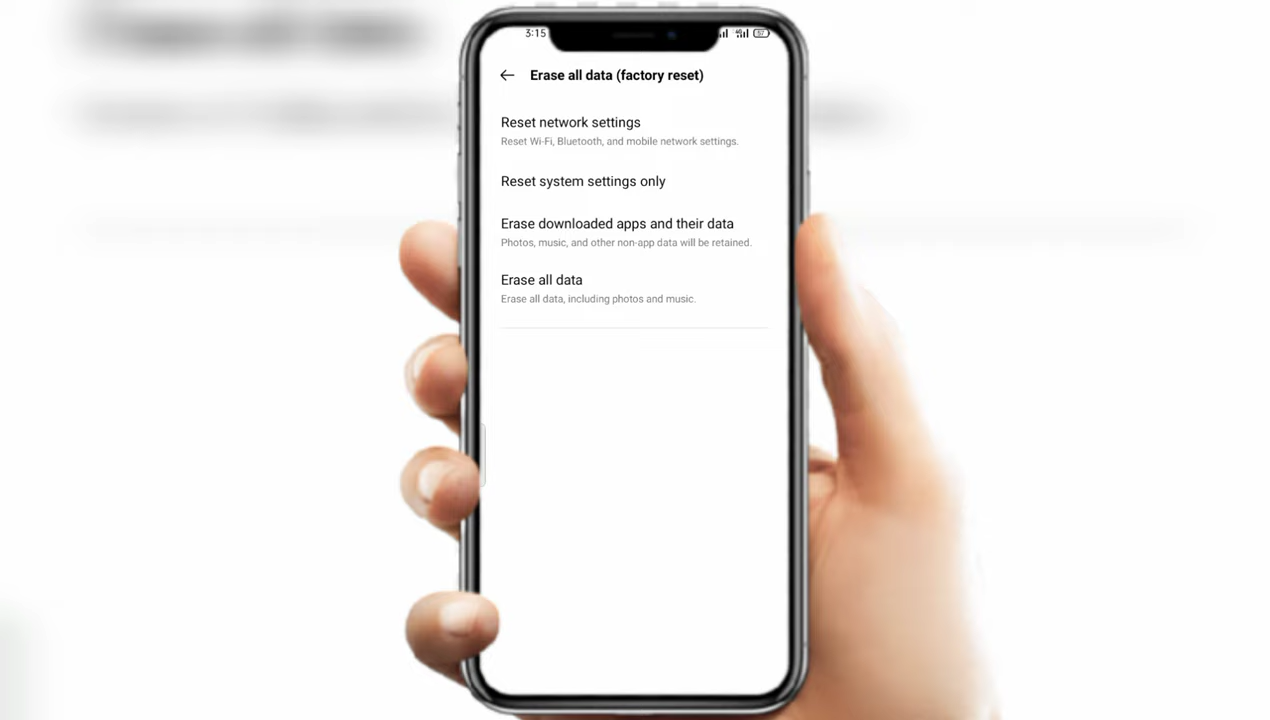 3:15
57
Erase all data (factory reset)
Reset network settings
Reset Wi-Fi, Bluetooth, and mobile network settings.
Reset system settings only
Erase downloaded apps and their data
Photos, music, and other non-app data will be retained.
Erase all data
Erase all data, including photos and music.